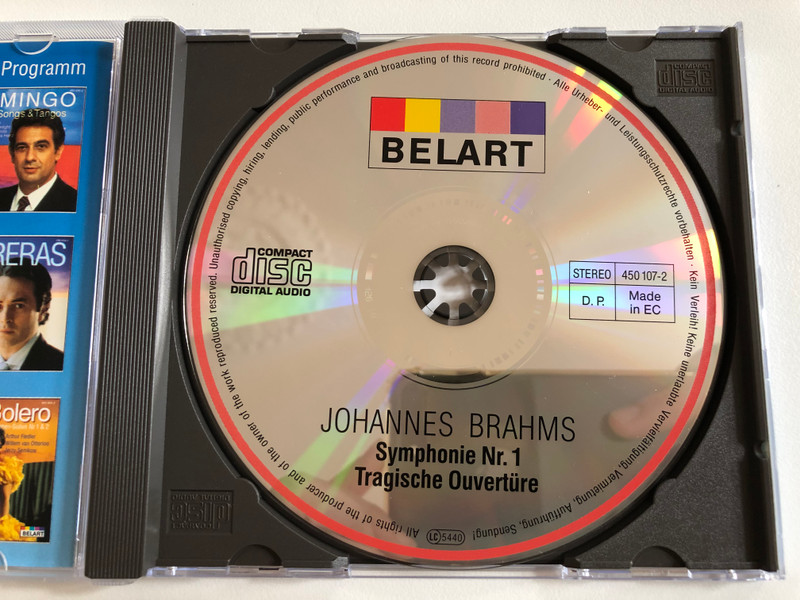 Programm
MINGO
Songs & Tangos
RERAS
Bolero
Arthur Fiedler
BELART
BELART
COMPACT
disc
DIGITAL AUDIO
STEREO 450 107-2
D. P. Made in EC
JOHANNES BRAHMS
Symphonie Nr. 1
Tragische Ouvertüre
All rights of the producer and of the owner of the work reproduced reserved. Unauthorised copying, hiring, lending, public performance and broadcasting of this record prohibited · Alle Urheber- und Leistungsschutzrechte vorbehalten · Kein Verleih! Keine unerlaubte Vervielfältigung, Vermietung, Aufführung, Sendung!
LC 5440
COMPACT
disc
DIGITAL AUDIO